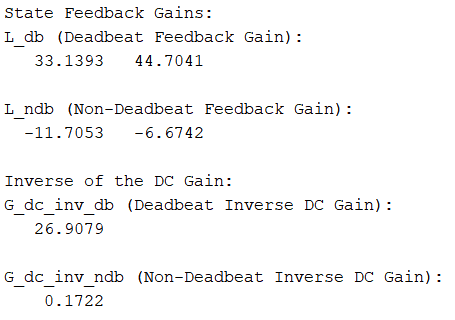 State Feedback Gains:
L_db (Deadbeat Feedback Gain):
33.1393 44.7041
L_ndb (Non-Deadbeat Feedback Gain):
-11.7053 -6.6742
Inverse of the DC Gain:
G_dc_inv_db (Deadbeat Inverse DC Gain):
26.9079
G_dc_inv_ndb (Non-Deadbeat Inverse DC Gain):
0.1722